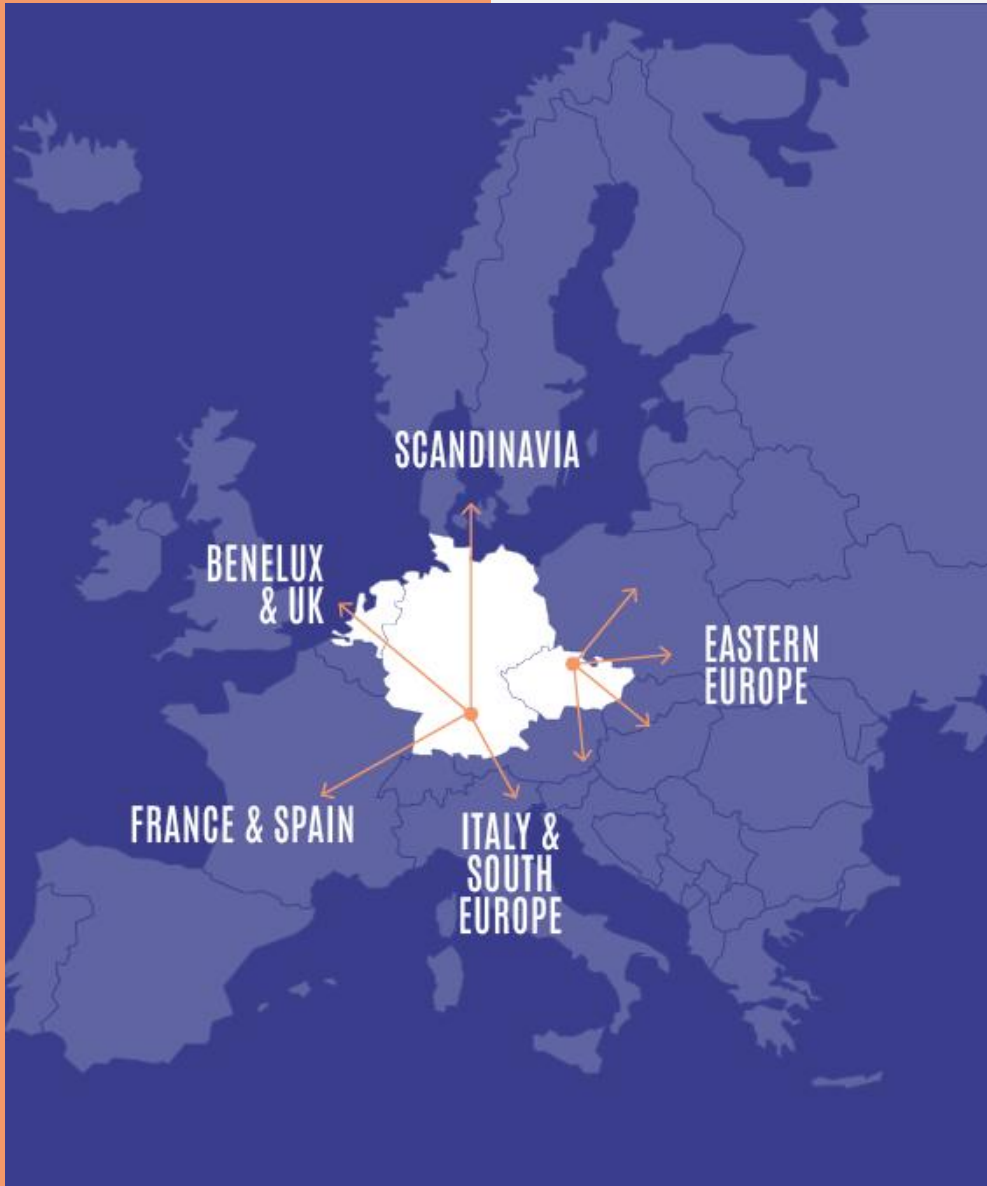 SCANDINAVIA
BENELUX
& UK
EASTERN
EUROPE
FRANCE & SPAIN
ITALY &
SOUTH
EUROPE